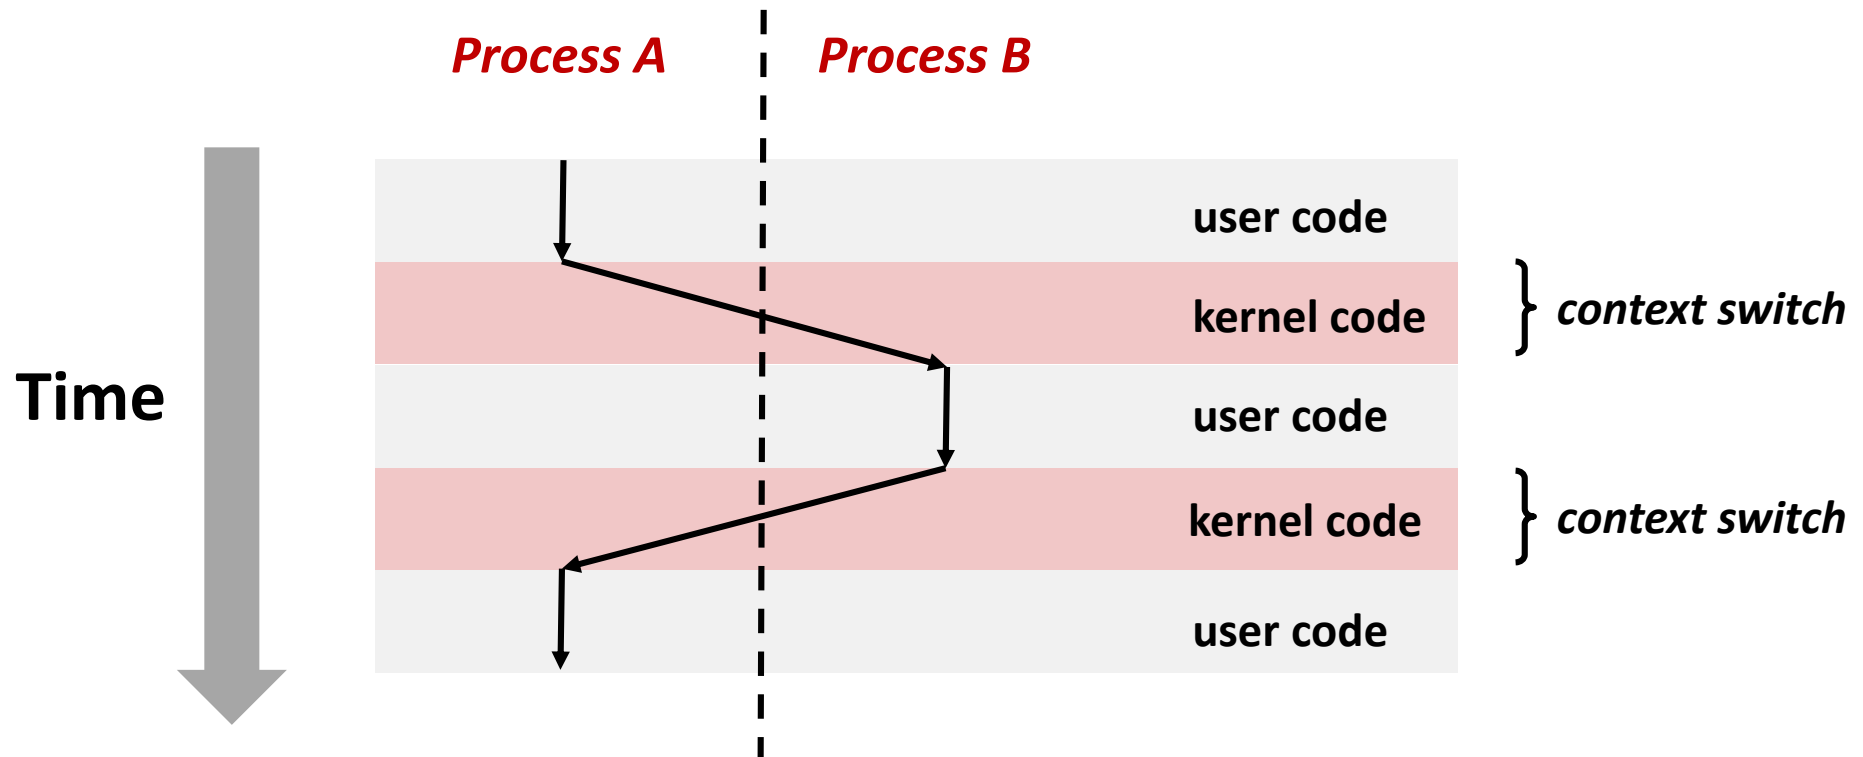 Process A
Process B
user code
kernel code
context switch
Time
user code
kernel code
context switch
user code